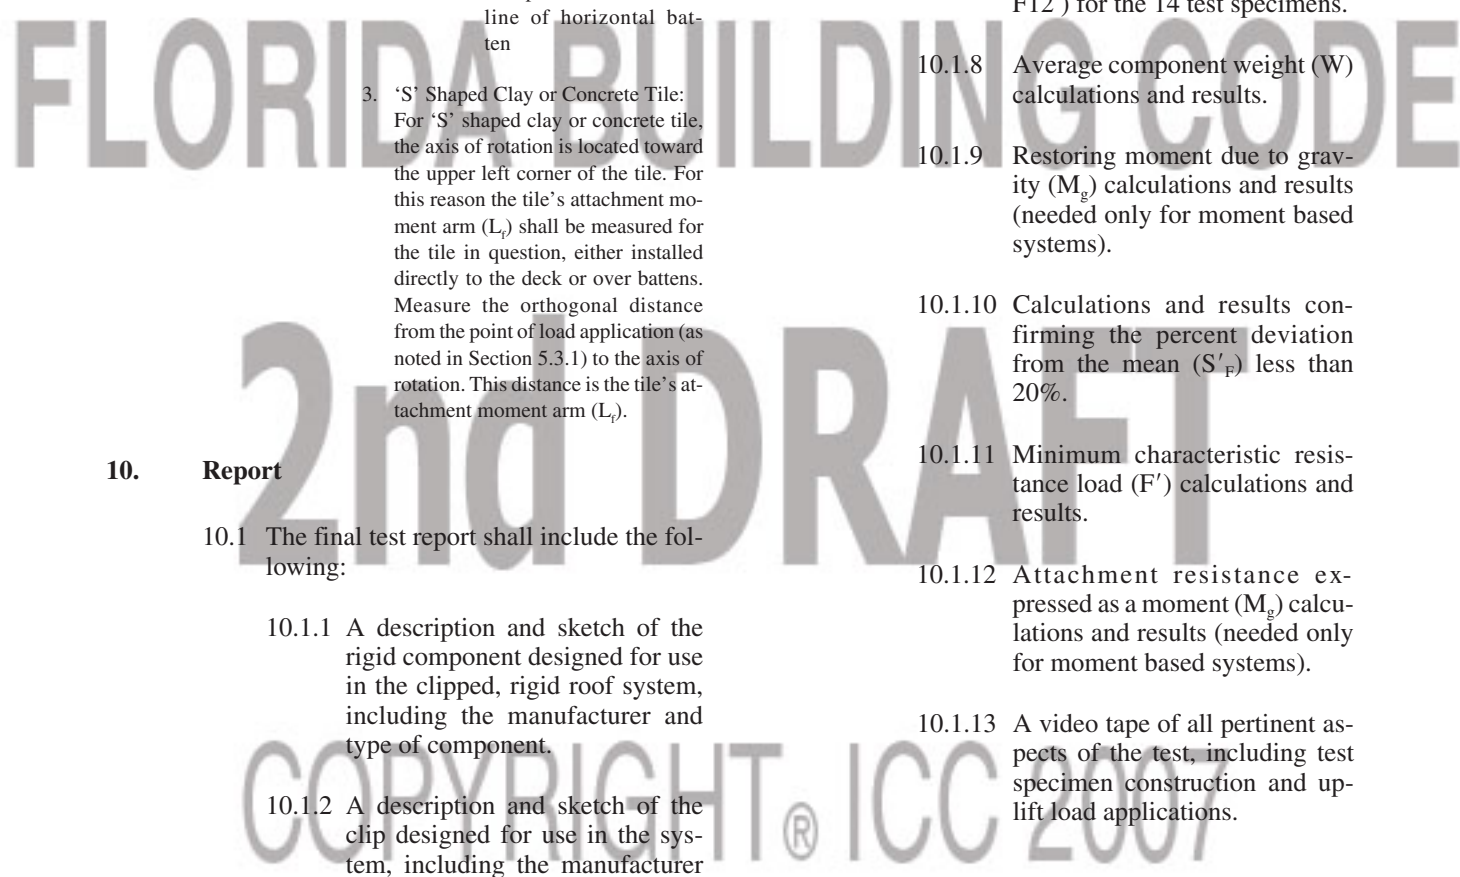 line of horizontal bat-
ten
3. ‘S’ Shaped Clay or Concrete Tile:
For ‘S’ shaped clay or concrete tile,
the axis of rotation is located toward
the upper left corner of the tile. For
this reason the tile’s attachment mo-
ment arm (Lf) shall be measured for
the tile in question, either installed
directly to the deck or over battens.
Measure the orthogonal distance
from the point of load application (as
noted in Section 5.3.1) to the axis of
rotation. This distance is the tile’s at-
tachment moment arm (Lf).
10. Report
10.1 The final test report shall include the fol-
lowing:
10.1.1 A description and sketch of the
rigid component designed for use
in the clipped, rigid roof system,
including the manufacturer and
type of component.
10.1.2 A description and sketch of the
clip designed for use in the sys-
tem, including the manufacturer
F12 ) for the 14 test specimens.
10.1.8 Average component weight (W)
calculations and results.
10.1.9 Restoring moment due to grav-
ity (Mg) calculations and results
(needed only for moment based
systems).
10.1.10 Calculations and results con-
firming the percent deviation
from the mean (S′F) less than
20%.
10.1.11 Minimum characteristic resis-
tance load (F′) calculations and
results.
10.1.12 Attachment resistance ex-
pressed as a moment (Mg) calcu-
lations and results (needed only
for moment based systems).
10.1.13 A video tape of all pertinent as-
pects of the test, including test
specimen construction and up-
lift load applications.
FLORIDA BUILDING CODE
2nd DRAFT
COPYRIGHT® ICC 2007